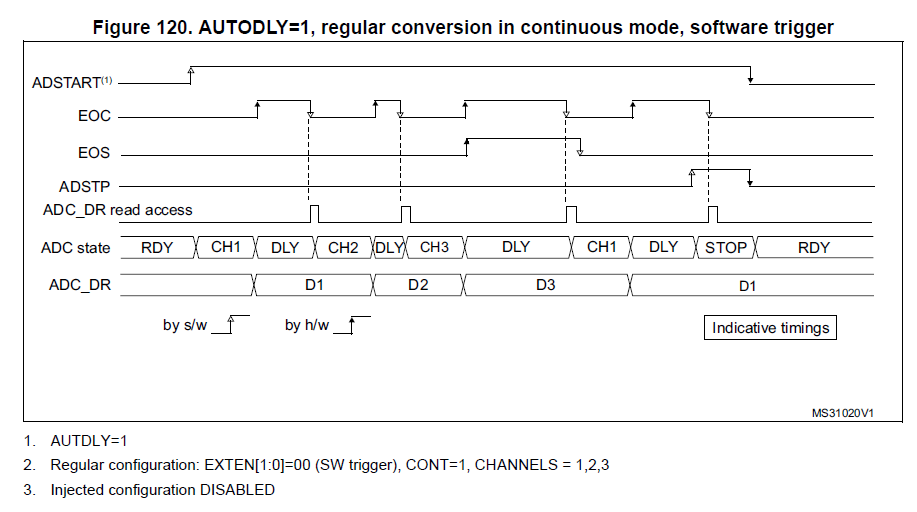 Figure 120. AUTODLY=1, regular conversion in continuous mode, software trigger
ADSTART(1)
EOC
EOS
ADSTP
ADC_DR read access
ADC state RDY CH1 DLY CH2 DLY CH3 DLY CH1 DLY STOP RDY
ADC_DR D1 D2 D3 D1
by s/w by h/w Indicative timings
MS31020V1
1. AUTDLY=1
2. Regular configuration: EXTEN[1:0]=00 (SW trigger), CONT=1, CHANNELS = 1,2,3
3. Injected configuration DISABLED